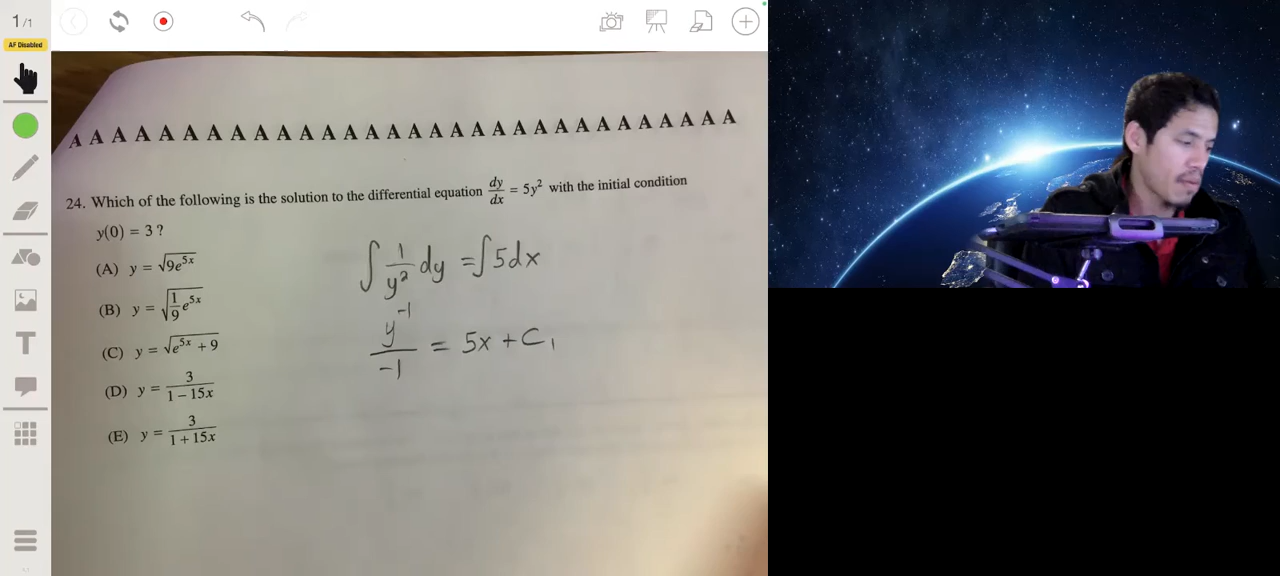 1/1
AF Disabled
A A A A A A A A A A A A A A A A A A A A A A A A A A A A A
24. Which of the following is the solution to the differential equation dy/dx = 5y² with the initial condition
y(0) = 3 ?
(A) y = √(9e^(5x))
(B) y = √((1/9)e^(5x))
(C) y = √(e^(5x) + 9)
(D) y = 3/(1 − 15x)
(E) y = 3/(1 + 15x)
∫ 1/y² dy = ∫ 5dx
y⁻¹/−1 = 5x + C₁
T